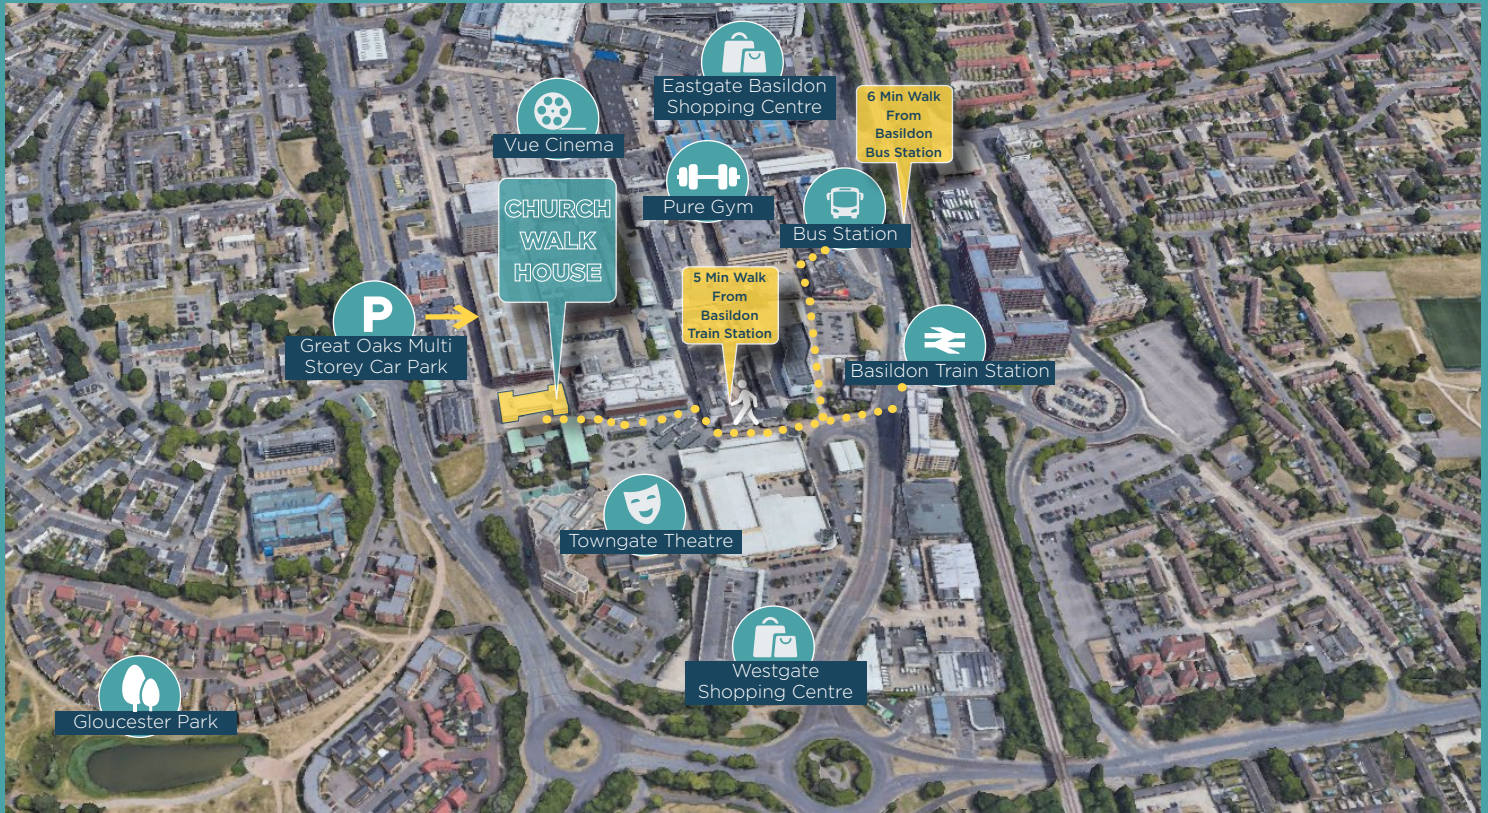 Eastgate Basildon
Shopping Centre
6 Min Walk
From
Basildon
Bus Station
Vue Cinema
Pure Gym
CHURCH
WALK
HOUSE
Bus Station
5 Min Walk
From
Basildon
Train Station
P
Great Oaks Multi
Storey Car Park
Basildon Train Station
Towngate Theatre
Westgate
Shopping Centre
Gloucester Park